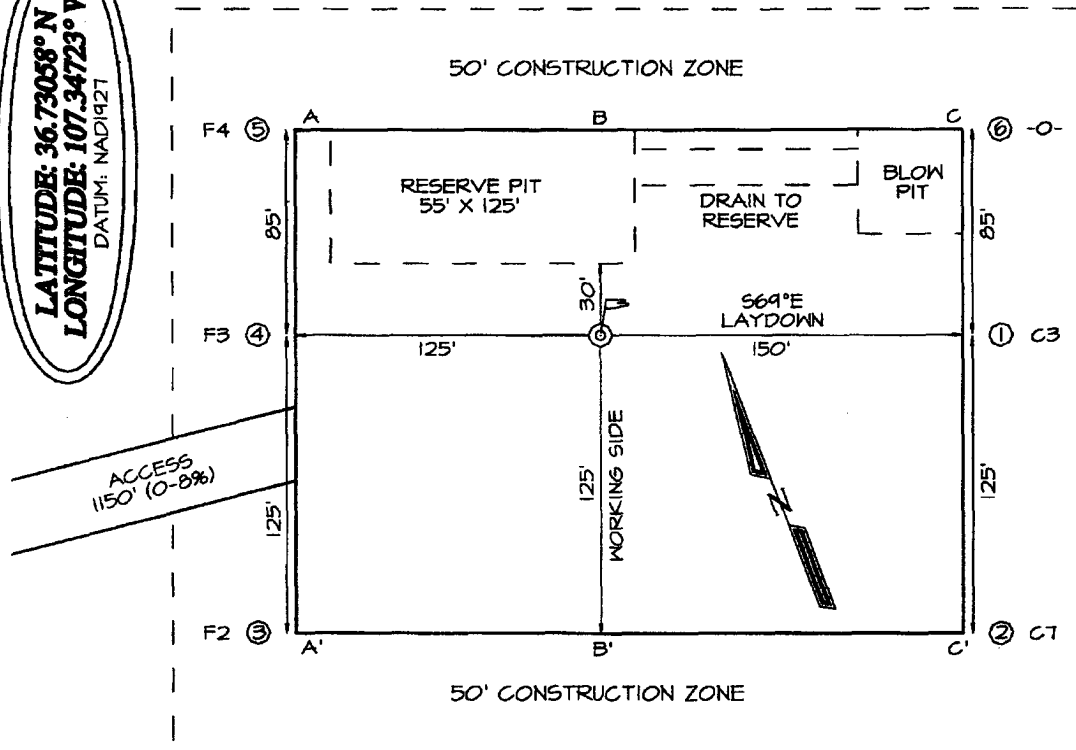 LATITUDE: 36.73058° N
LONGITUDE: 107.34723° W
DATUM: NAD1927
50' CONSTRUCTION ZONE
F4 ⑤ A B C ⑥ -0-
RESERVE PIT
55' X 125'
BLOW
PIT
DRAIN TO
RESERVE
85'
85'
30'
S69°E
LAYDOWN
F3 ④ 125' 150' ① C3
ACCESS
1150' (0-8%)
125'
125'
WORKING SIDE
N
125'
F2 ③ A' B' C' ② C7
50' CONSTRUCTION ZONE